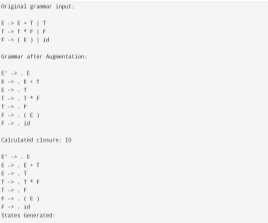 Original grammar input:
E -> E + T | T
T -> T * F | F
F -> ( E ) | id
Grammar after Augmentation:
E' -> . E
E -> . E + T
E -> . T
T -> . T * F
T -> . F
F -> . ( E )
F -> . id
Calculated closure: I0
E' -> . E
E -> . E + T
E -> . T
T -> . T * F
T -> . F
F -> . ( E )
F -> . id
States Generated: